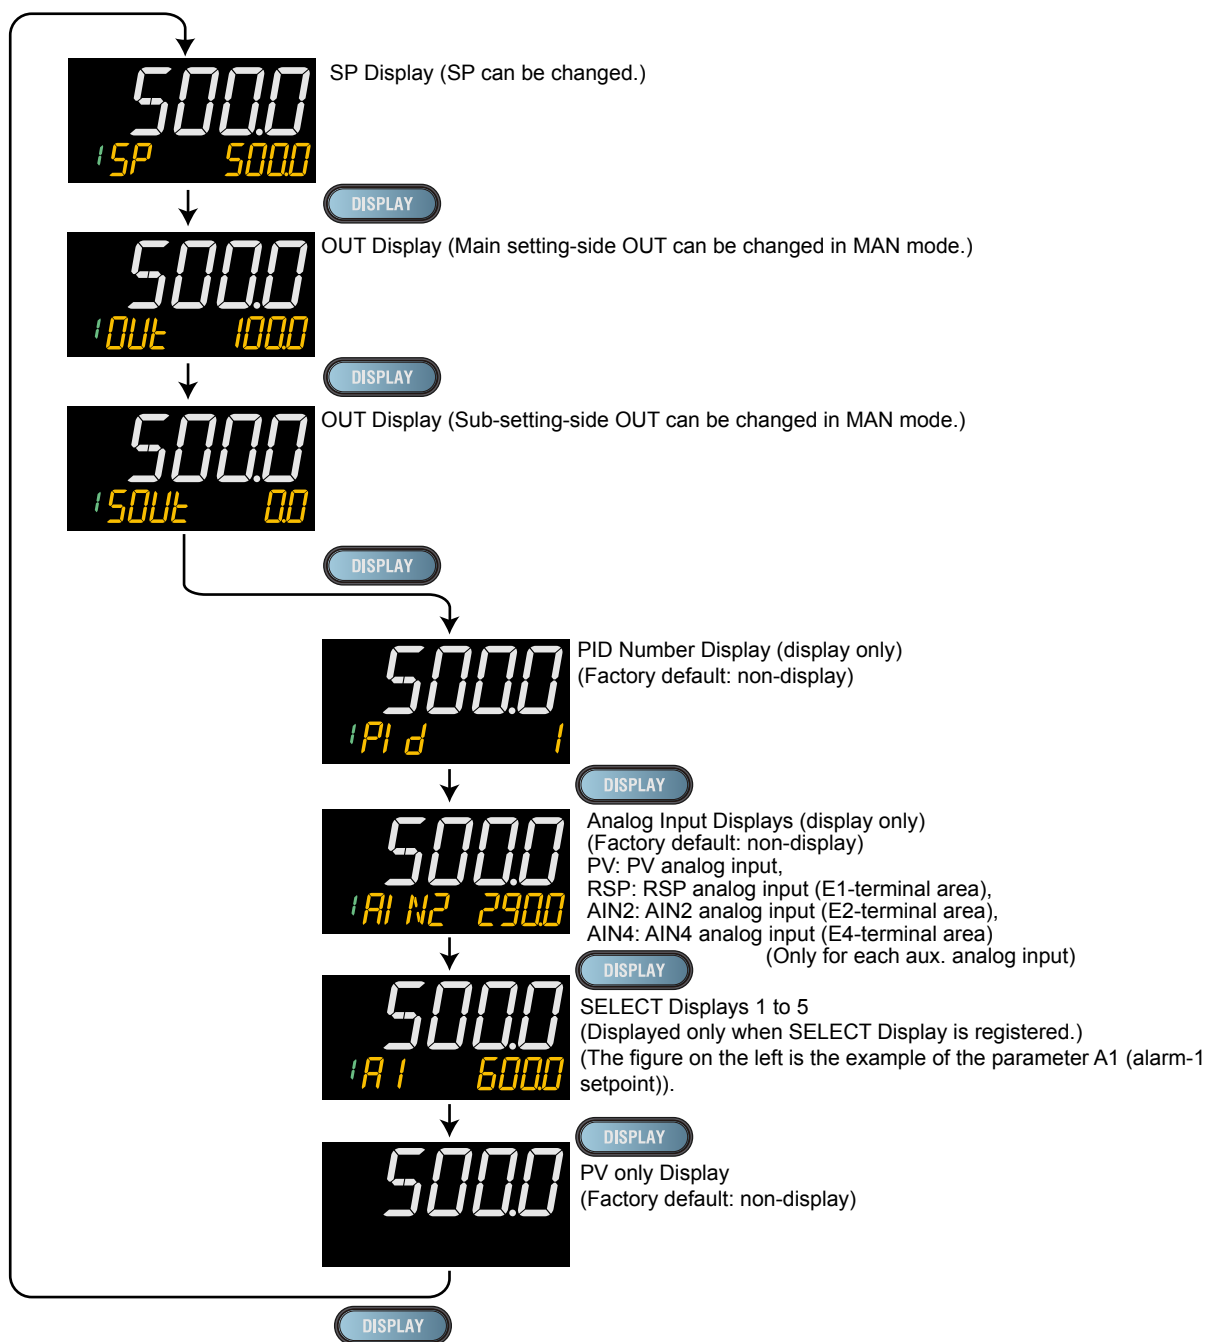 500.0
SP Display (SP can be changed.)
1 SP 500.0
DISPLAY
500.0
OUT Display (Main setting-side OUT can be changed in MAN mode.)
1 OUt 100.0
DISPLAY
500.0
OUT Display (Sub-setting-side OUT can be changed in MAN mode.)
1 SOUt 0.0
DISPLAY
500.0
PID Number Display (display only)
(Factory default: non-display)
1 PId 1
DISPLAY
500.0
Analog Input Displays (display only)
(Factory default: non-display)
PV: PV analog input,
RSP: RSP analog input (E1-terminal area),
AIN2: AIN2 analog input (E2-terminal area),
AIN4: AIN4 analog input (E4-terminal area)
(Only for each aux. analog input)
1 AIN2 290.0
DISPLAY
500.0
SELECT Displays 1 to 5
(Displayed only when SELECT Display is registered.)
(The figure on the left is the example of the parameter A1 (alarm-1
setpoint)).
1 A1 600.0
DISPLAY
500.0
PV only Display
(Factory default: non-display)
DISPLAY